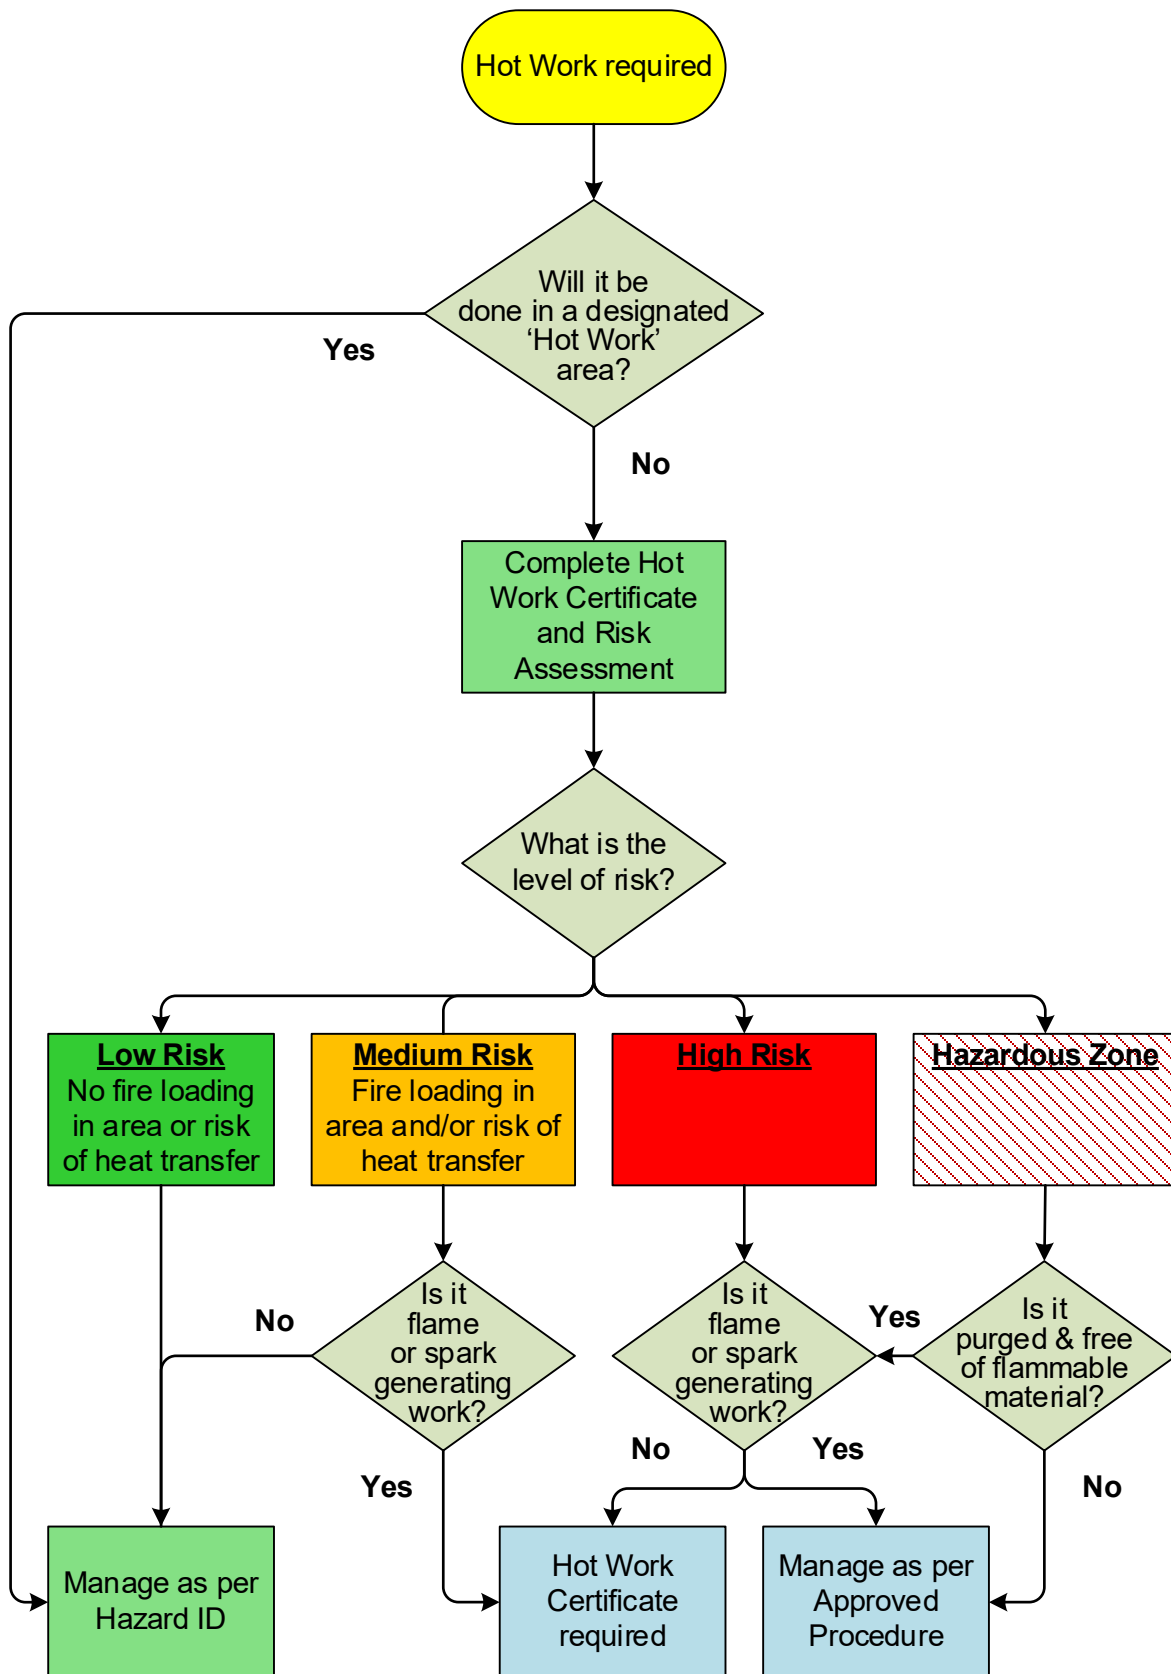 Hot Work required
Will it be
done in a designated
‘Hot Work’
area?
Yes
No
Complete Hot
Work Certificate
and Risk
Assessment
What is the
level of risk?
Low Risk
No fire loading
in area or risk
of heat transfer
Medium Risk
Fire loading in
area and/or risk of
heat transfer
High Risk
Hazardous Zone
No
Is it
flame
or spark
generating
work?
Is it
flame
or spark
generating
work?
Yes
Is it
purged & free
of flammable
material?
Yes
No
Yes
No
Manage as per
Hazard ID
Hot Work
Certificate
required
Manage as per
Approved
Procedure